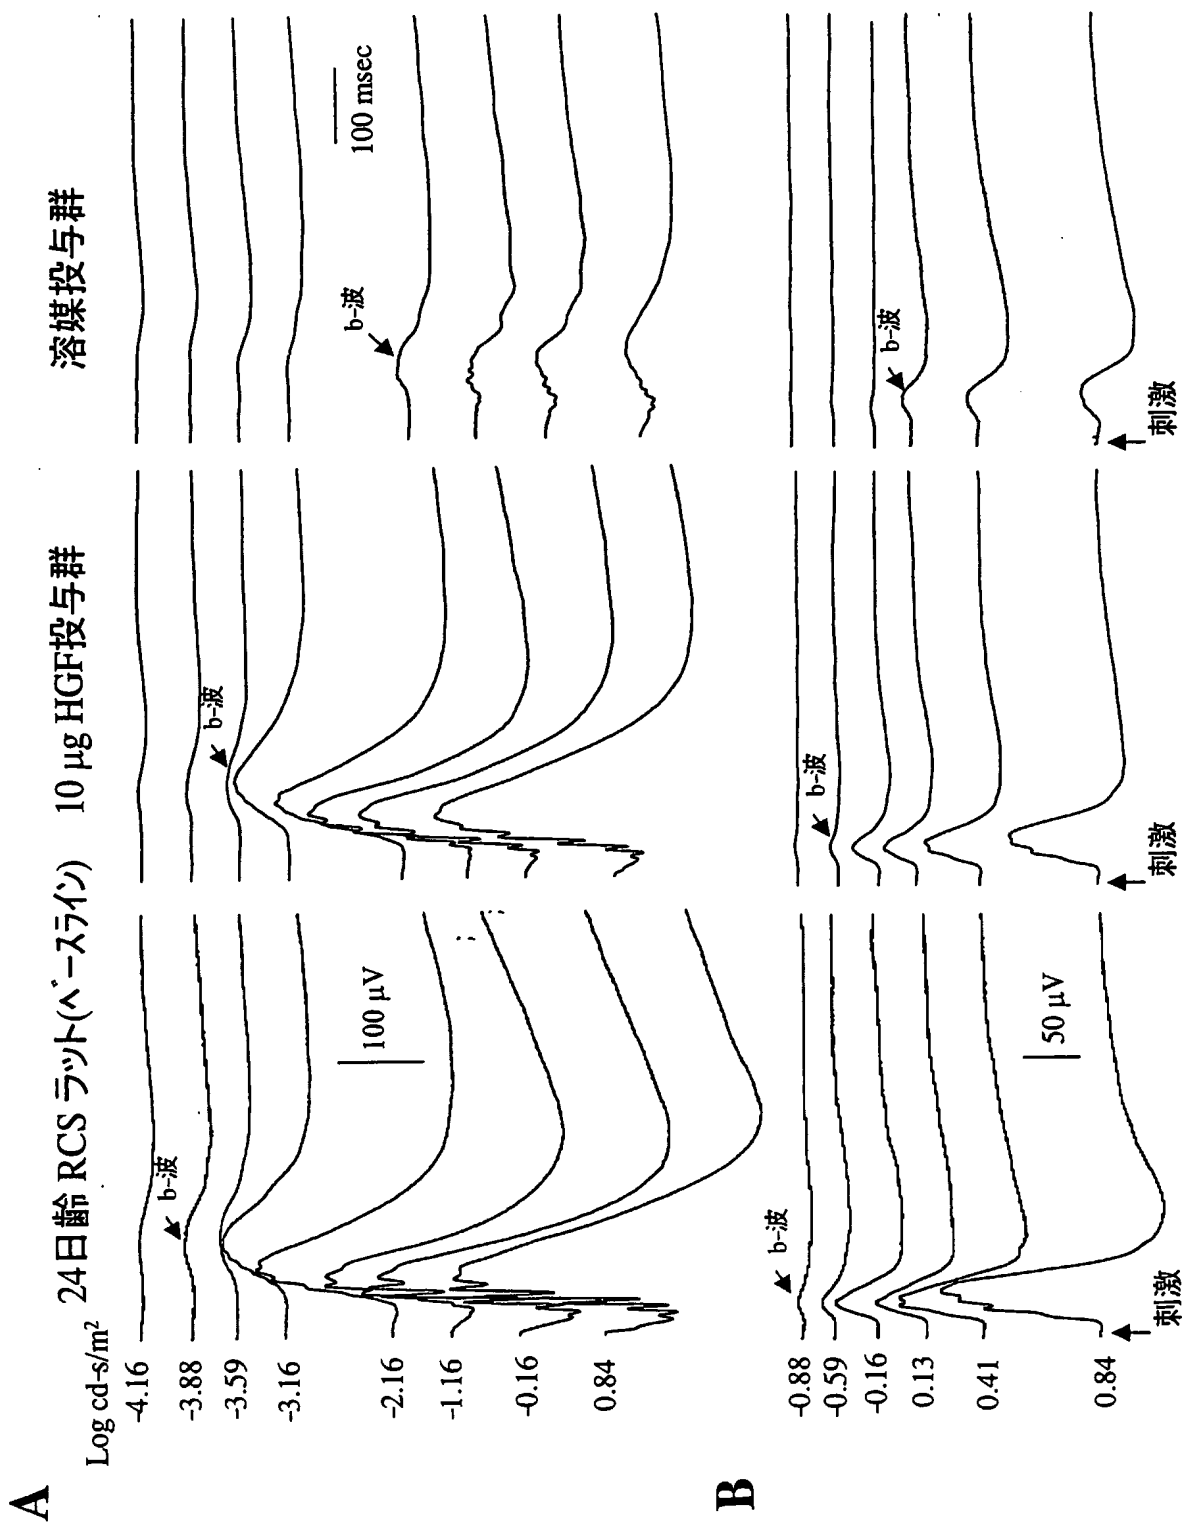 A
24日齢 RCS ラット(ベースライン)
10 μg HGF投与群
溶媒投与群
Log cd-s/m²
-4.16
-3.88
-3.59
-3.16
-2.16
-1.16
-0.16
0.84
b-波
b-波
b-波
100 μV
100 msec
B
-0.88
-0.59
-0.16
0.13
0.41
0.84
b-波
b-波
b-波
50 μV
刺激
刺激
刺激